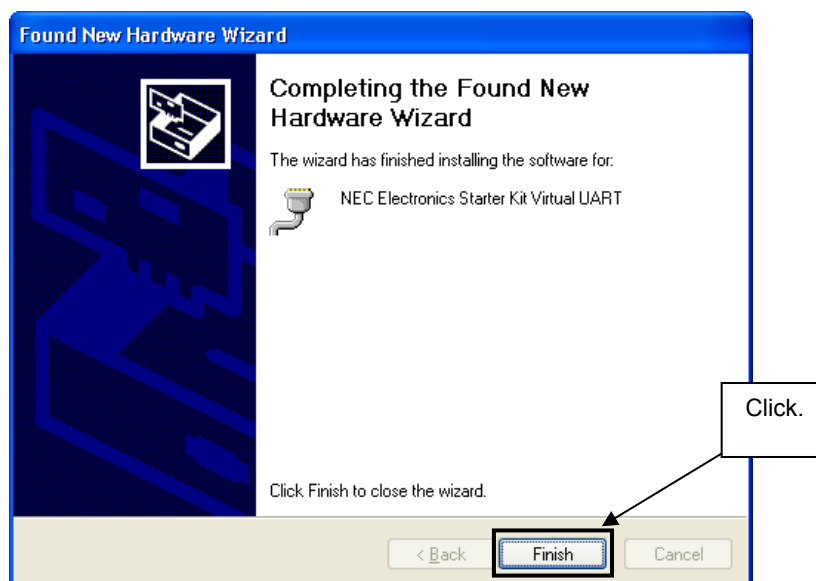 Found New Hardware Wizard
Completing the Found New
Hardware Wizard
The wizard has finished installing the software for:
NEC Electronics Starter Kit Virtual UART
Click.
Click Finish to close the wizard.
< Back
Finish
Cancel